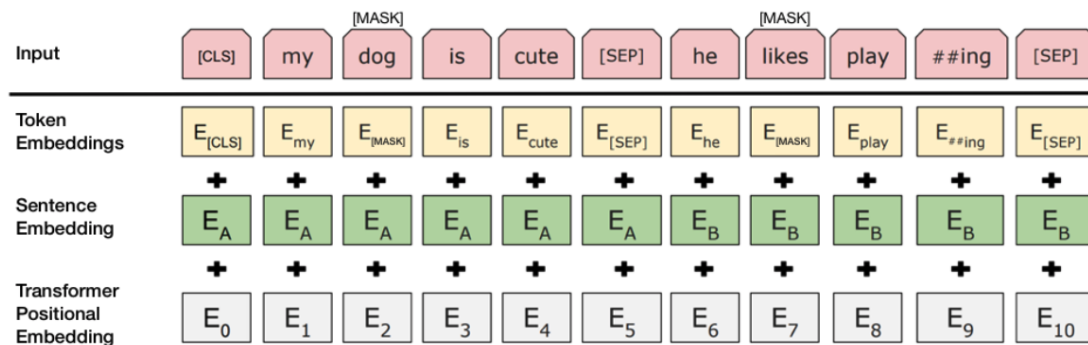 [MASK] [MASK]
Input [CLS] my dog is cute [SEP] he likes play ##ing [SEP]
Token
Embeddings E[CLS] Emy E[MASK] Eis Ecute E[SEP] Ehe E[MASK] Eplay E##ing E[SEP]
+ + + + + + + + + + +
Sentence
Embedding EA EA EA EA EA EA EB EB EB EB EB
+ + + + + + + + + + +
Transformer
Positional
Embedding E0 E1 E2 E3 E4 E5 E6 E7 E8 E9 E10